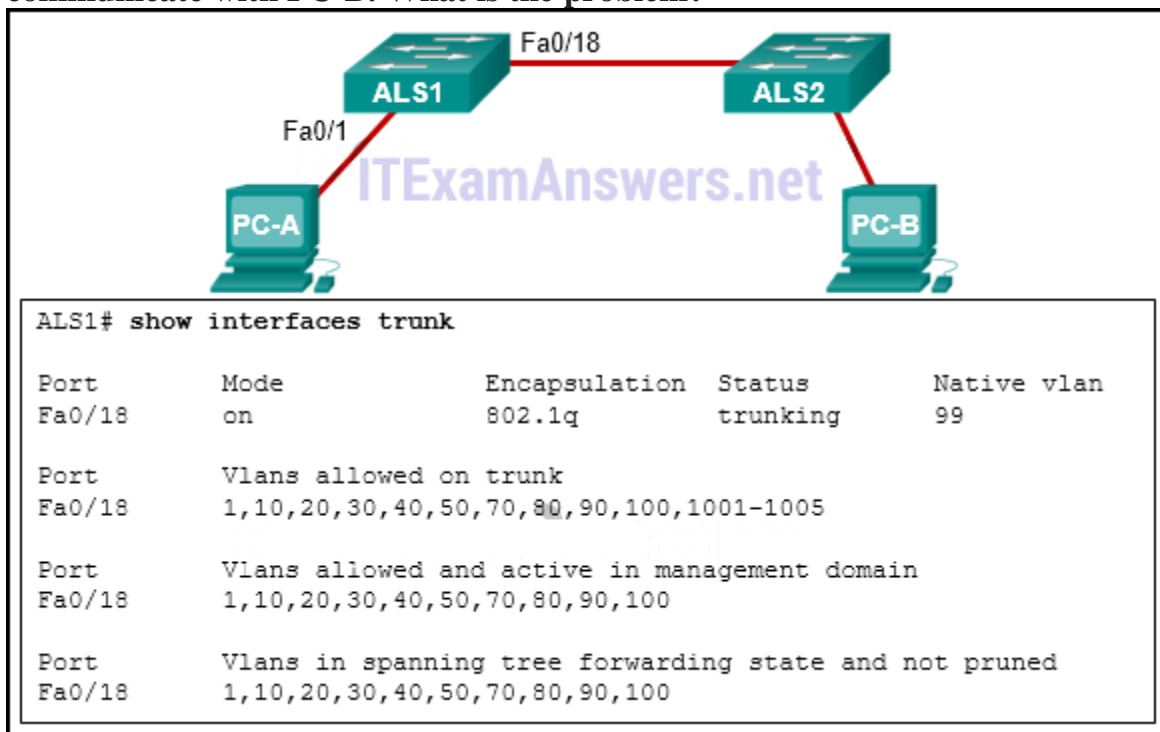 communicate with PC-B. What is the problem?
Fa0/18
ALS1
ALS2
Fa0/1
ITExamAnswers.net
PC-A
PC-B
ALS1# show interfaces trunk
Port Mode Encapsulation Status Native vlan
Fa0/18 on 802.1q trunking 99
Port Vlans allowed on trunk
Fa0/18 1,10,20,30,40,50,70,80,90,100,1001-1005
Port Vlans allowed and active in management domain
Fa0/18 1,10,20,30,40,50,70,80,90,100
Port Vlans in spanning tree forwarding state and not pruned
Fa0/18 1,10,20,30,40,50,70,80,90,100